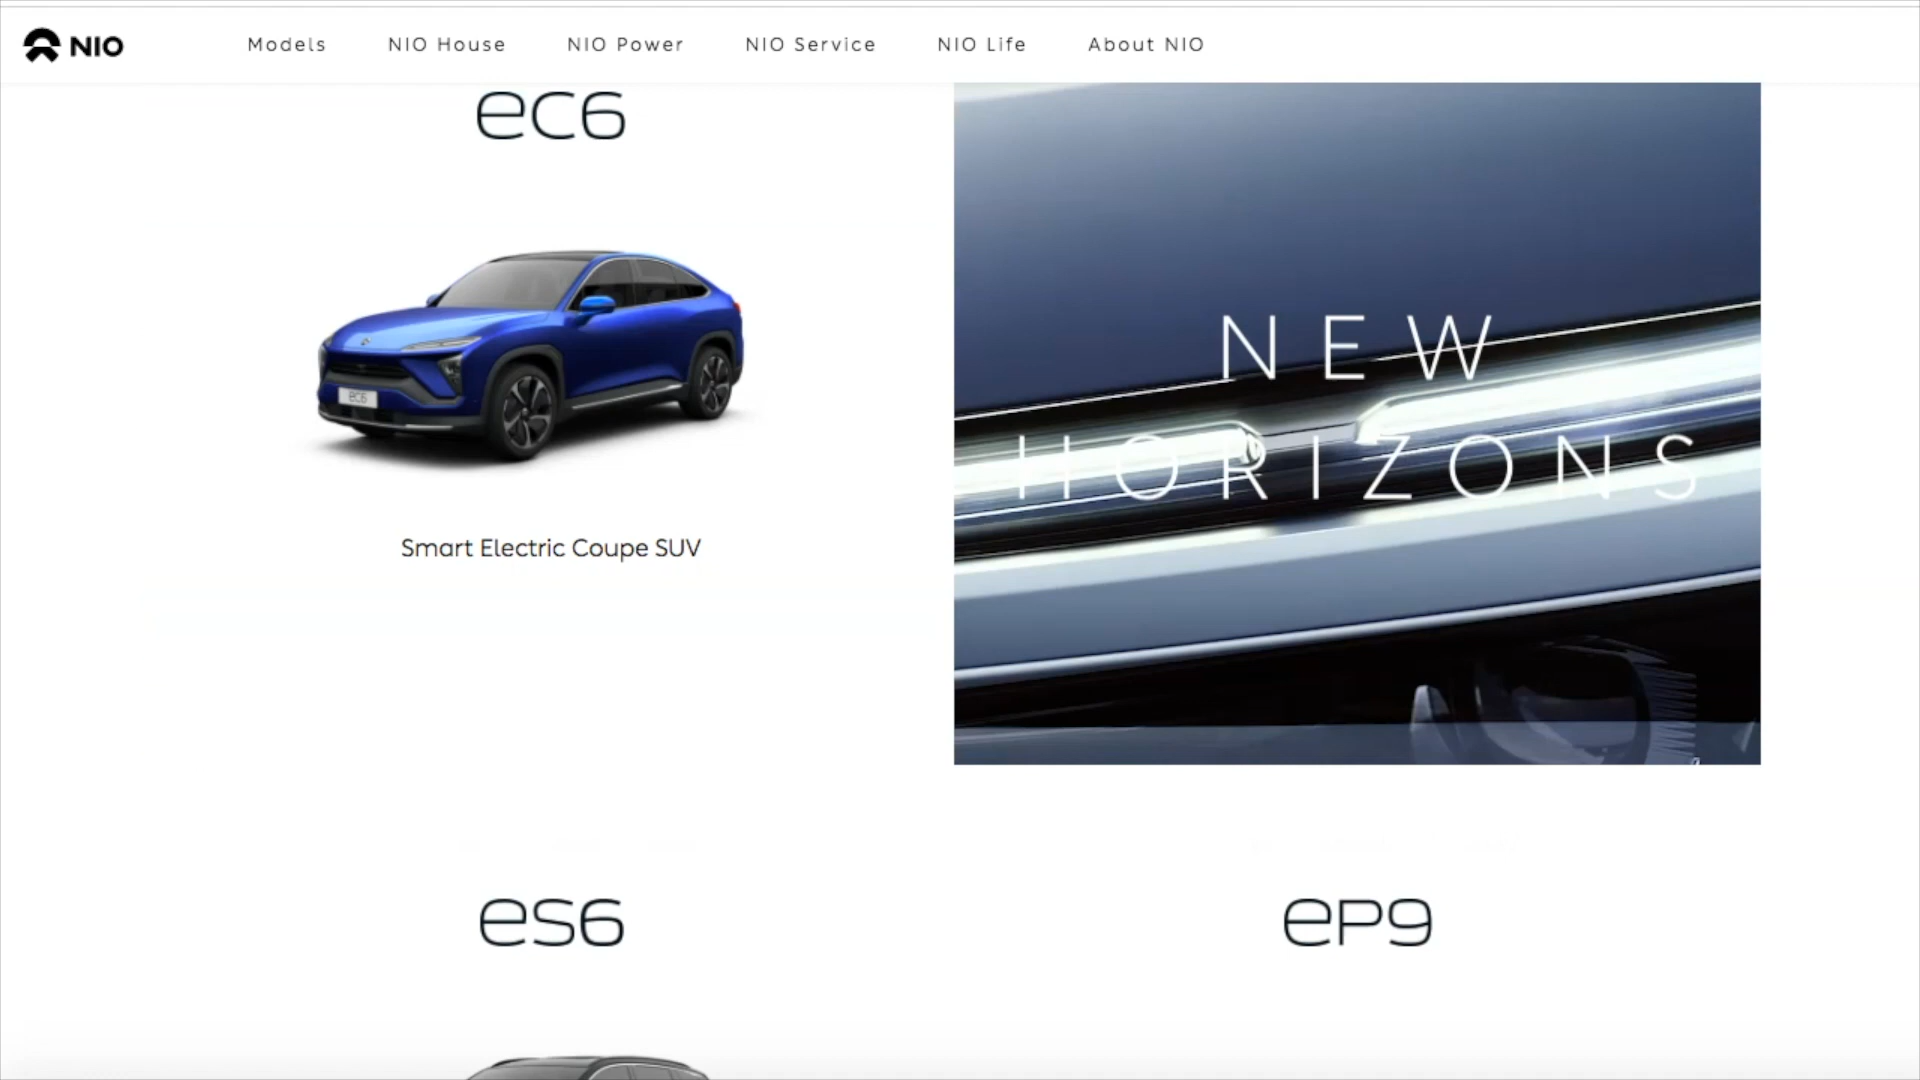 NIO
Models
NIO House
NIO Power
NIO Service
NIO Life
About NIO
ec6
ec6
Smart Electric Coupe SUV
NEW
HORIZONS
es6
eP9